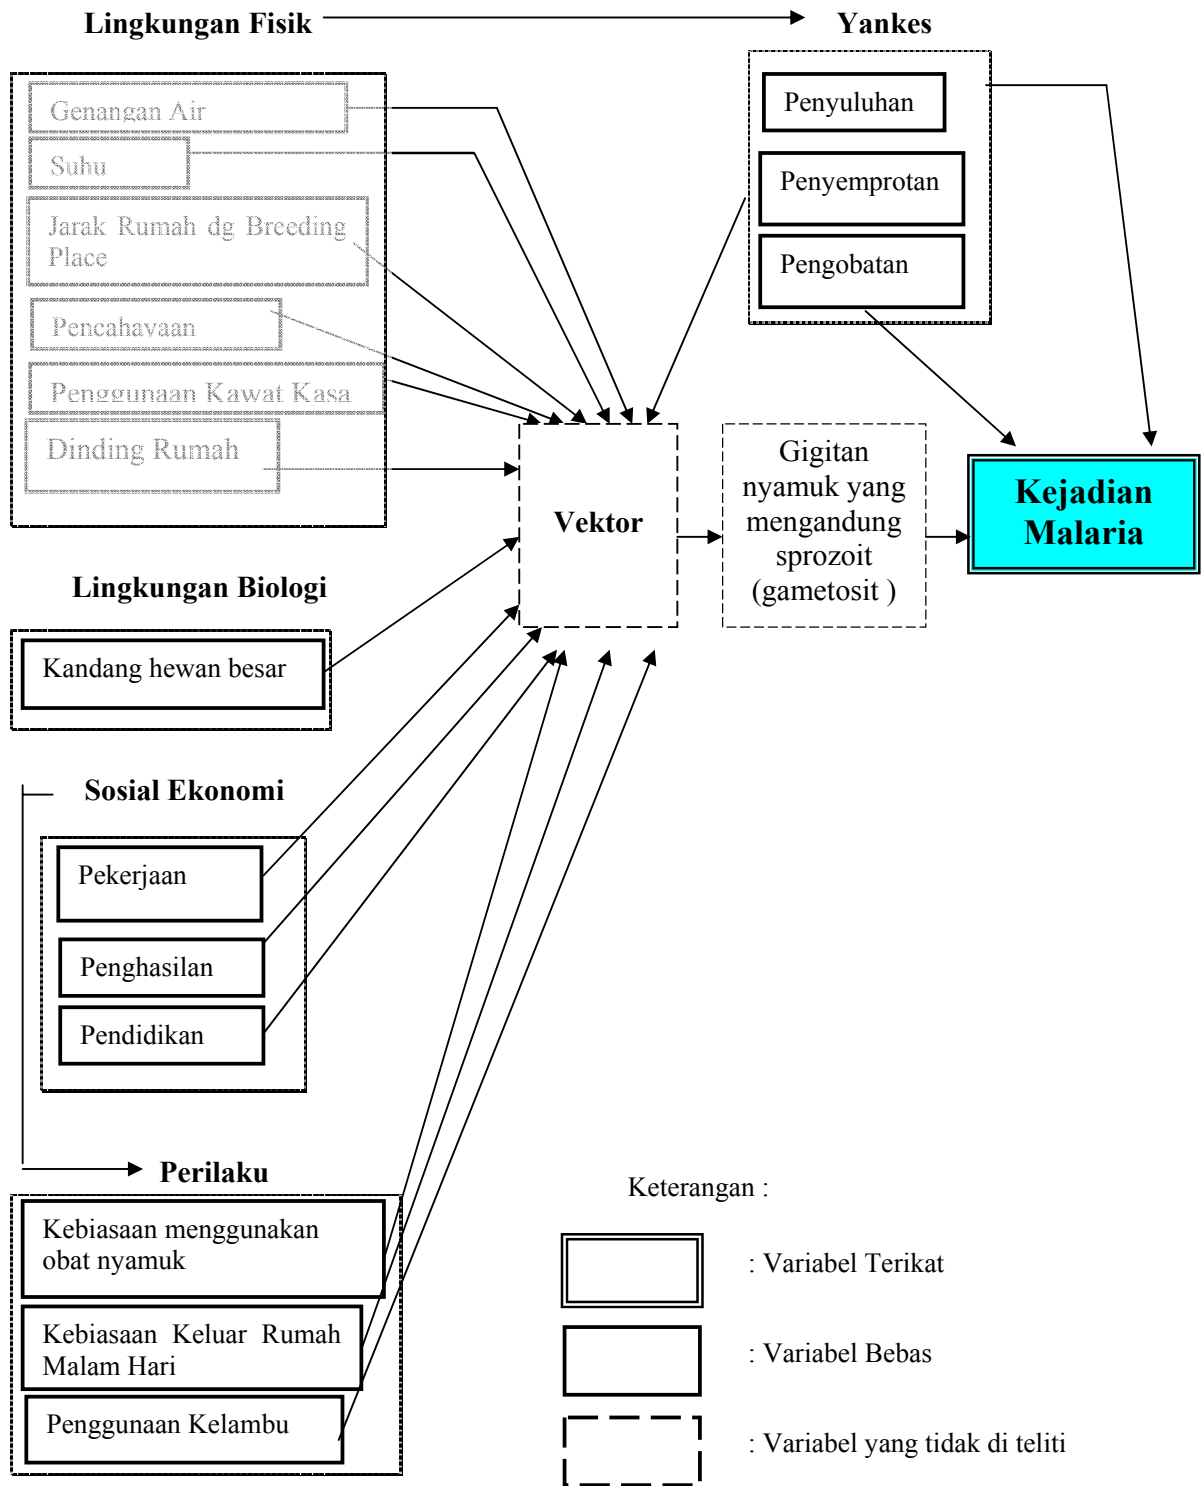 Lingkungan Fisik
Yankes
Genangan Air
Suhu
Jarak Rumah dg Breeding
Place
Pencahayaan
Penggunaan Kawat Kasa
Dinding Rumah
Penyuluhan
Penyemprotan
Pengobatan
Vektor
Gigitan
nyamuk yang
mengandung
sprozoit
(gametosit )
Kejadian
Malaria
Lingkungan Biologi
Kandang hewan besar
Sosial Ekonomi
Pekerjaan
Penghasilan
Pendidikan
Perilaku
Kebiasaan menggunakan
obat nyamuk
Kebiasaan Keluar Rumah
Malam Hari
Penggunaan Kelambu
Keterangan :
: Variabel Terikat
: Variabel Bebas
: Variabel yang tidak di teliti